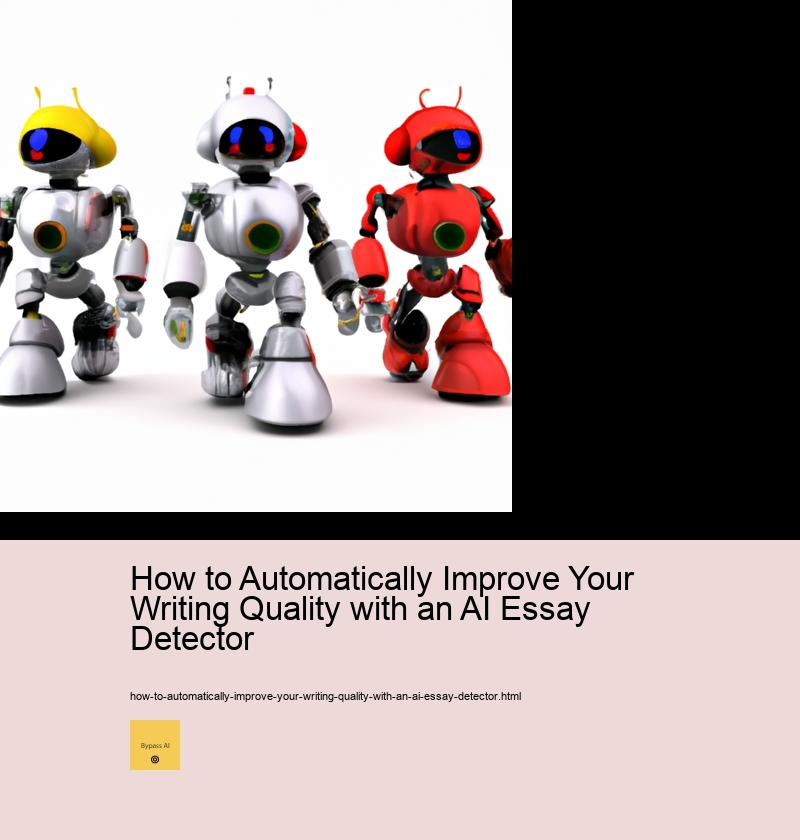 How to Automatically Improve Your
Writing Quality with an AI Essay
Detector
how-to-automatically-improve-your-writing-quality-with-an-ai-essay-detector.html
Bypass AI